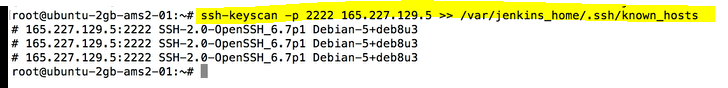 root@ubuntu-2gb-ams2-01:~# ssh-keyscan -p 2222 165.227.129.5 >> /var/jenkins_home/.ssh/known_hosts
# 165.227.129.5:2222 SSH-2.0-OpenSSH_6.7p1 Debian-5+deb8u3
# 165.227.129.5:2222 SSH-2.0-OpenSSH_6.7p1 Debian-5+deb8u3
# 165.227.129.5:2222 SSH-2.0-OpenSSH_6.7p1 Debian-5+deb8u3
root@ubuntu-2gb-ams2-01:~#